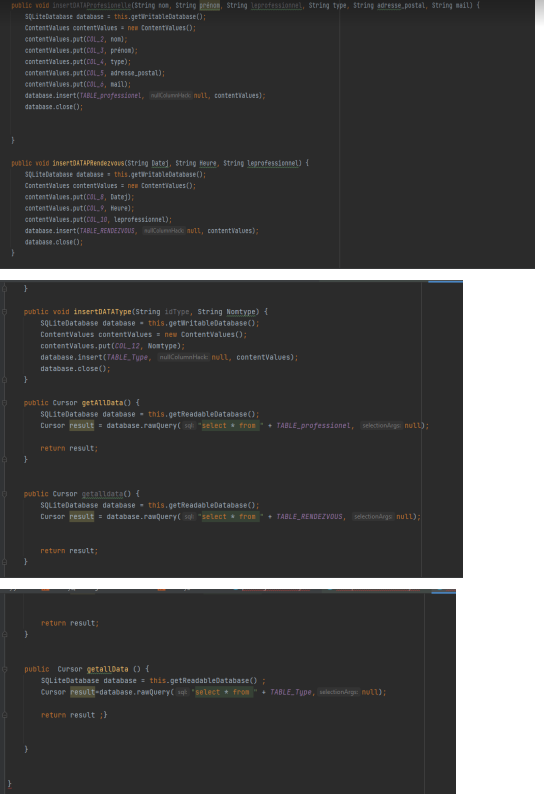 public void insertDATAProfesionelle(String nom, String prénom, String leprofessionnel, String type, String adresse_postal, String mail) {
SQLiteDatabase database = this.getWritableDatabase();
ContentValues contentValues = new ContentValues();
contentValues.put(COL_2, nom);
contentValues.put(COL_3, prénom);
contentValues.put(COL_4, type);
contentValues.put(COL_5, adresse_postal);
contentValues.put(COL_6, mail);
database.insert(TABLE_professionel, nullColumnHack: null, contentValues);
database.close();
}
public void insertDATAPRendezvous(String Datej, String Heure, String leprofessionnel) {
SQLiteDatabase database = this.getWritableDatabase();
ContentValues contentValues = new ContentValues();
contentValues.put(COL_8, Datej);
contentValues.put(COL_9, Heure);
contentValues.put(COL_10, leprofessionnel);
database.insert(TABLE_RENDEZVOUS, nullColumnHack: null, contentValues);
database.close();
}
}
public void insertDATAType(String idType, String Nomtype) {
SQLiteDatabase database = this.getWritableDatabase();
ContentValues contentValues = new ContentValues();
contentValues.put(COL_12, Nomtype);
database.insert(TABLE_Type, nullColumnHack: null, contentValues);
database.close();
}
public Cursor getAllData() {
SQLiteDatabase database = this.getReadableDatabase();
Cursor result = database.rawQuery( sql: "select * from " + TABLE_professionel, selectionArgs: null);
return result;
}
public Cursor getalldata() {
SQLiteDatabase database = this.getReadableDatabase();
Cursor result = database.rawQuery( sql: "select * from " + TABLE_RENDEZVOUS, selectionArgs: null);
return result;
}
return result;
}
public Cursor getallData () {
SQLiteDatabase database = this.getReadableDatabase() ;
Cursor result=database.rawQuery( sql: "select * from " + TABLE_Type, selectionArgs: null);
return result ;}
}
}